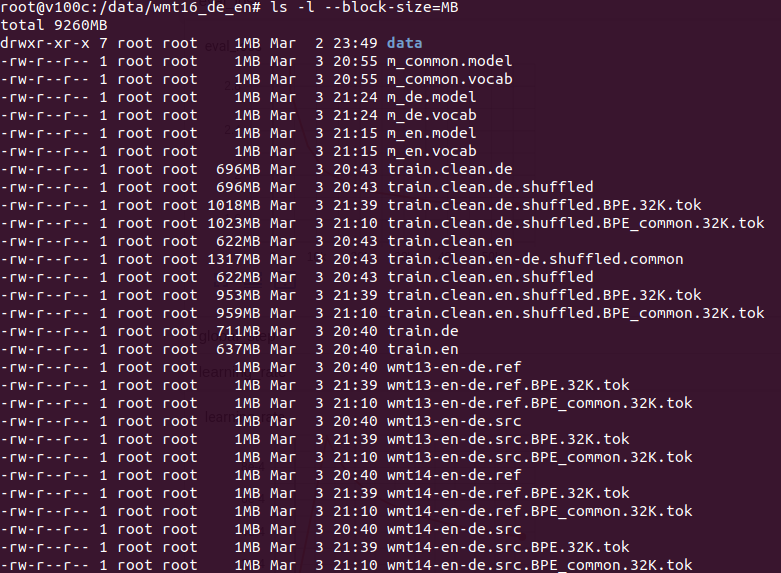 root@v100c:/data/wmt16_de_en# ls -l --block-size=MB
total 9260MB
drwxr-xr-x 7 root root    1MB Mar  2 23:49 data
-rw-r--r-- 1 root root    1MB Mar  3 20:55 m_common.model
-rw-r--r-- 1 root root    1MB Mar  3 20:55 m_common.vocab
-rw-r--r-- 1 root root    1MB Mar  3 21:24 m_de.model
-rw-r--r-- 1 root root    1MB Mar  3 21:24 m_de.vocab
-rw-r--r-- 1 root root    1MB Mar  3 21:15 m_en.model
-rw-r--r-- 1 root root    1MB Mar  3 21:15 m_en.vocab
-rw-r--r-- 1 root root  696MB Mar  3 20:43 train.clean.de
-rw-r--r-- 1 root root  696MB Mar  3 20:43 train.clean.de.shuffled
-rw-r--r-- 1 root root 1018MB Mar  3 21:39 train.clean.de.shuffled.BPE.32K.tok
-rw-r--r-- 1 root root 1023MB Mar  3 21:10 train.clean.de.shuffled.BPE_common.32K.tok
-rw-r--r-- 1 root root  622MB Mar  3 20:43 train.clean.en
-rw-r--r-- 1 root root 1317MB Mar  3 20:43 train.clean.en-de.shuffled.common
-rw-r--r-- 1 root root  622MB Mar  3 20:43 train.clean.en.shuffled
-rw-r--r-- 1 root root  953MB Mar  3 21:39 train.clean.en.shuffled.BPE.32K.tok
-rw-r--r-- 1 root root  959MB Mar  3 21:10 train.clean.en.shuffled.BPE_common.32K.tok
-rw-r--r-- 1 root root  711MB Mar  3 20:40 train.de
-rw-r--r-- 1 root root  637MB Mar  3 20:40 train.en
-rw-r--r-- 1 root root    1MB Mar  3 20:40 wmt13-en-de.ref
-rw-r--r-- 1 root root    1MB Mar  3 21:39 wmt13-en-de.ref.BPE.32K.tok
-rw-r--r-- 1 root root    1MB Mar  3 21:10 wmt13-en-de.ref.BPE_common.32K.tok
-rw-r--r-- 1 root root    1MB Mar  3 20:40 wmt13-en-de.src
-rw-r--r-- 1 root root    1MB Mar  3 21:39 wmt13-en-de.src.BPE.32K.tok
-rw-r--r-- 1 root root    1MB Mar  3 21:10 wmt13-en-de.src.BPE_common.32K.tok
-rw-r--r-- 1 root root    1MB Mar  3 20:40 wmt14-en-de.ref
-rw-r--r-- 1 root root    1MB Mar  3 21:39 wmt14-en-de.ref.BPE.32K.tok
-rw-r--r-- 1 root root    1MB Mar  3 21:10 wmt14-en-de.ref.BPE_common.32K.tok
-rw-r--r-- 1 root root    1MB Mar  3 20:40 wmt14-en-de.src
-rw-r--r-- 1 root root    1MB Mar  3 21:39 wmt14-en-de.src.BPE.32K.tok
-rw-r--r-- 1 root root    1MB Mar  3 21:10 wmt14-en-de.src.BPE_common.32K.tok